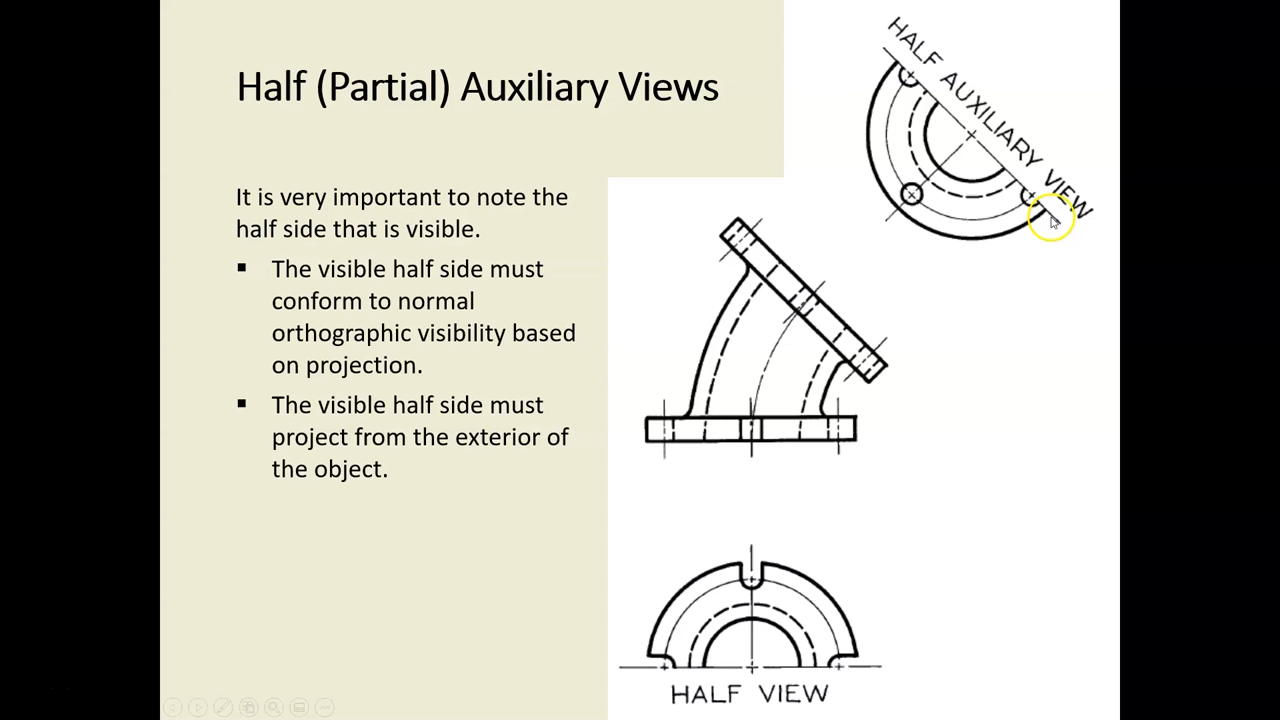 Half (Partial) Auxiliary Views
It is very important to note the
half side that is visible.
▪ The visible half side must
conform to normal
orthographic visibility based
on projection.
▪ The visible half side must
project from the exterior of
the object.
HALF AUXILIARY VIEW
HALF VIEW